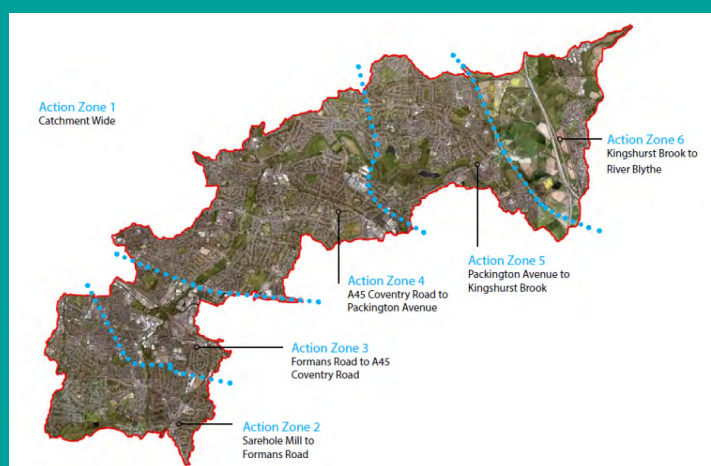 Action Zone 1
Catchment Wide
Action Zone 6
Kingshurst Brook to
River Blythe
Action Zone 5
Packington Avenue to
Kingshurst Brook
Action Zone 4
A45 Coventry Road to
Packington Avenue
Action Zone 3
Formans Road to A45
Coventry Road
Action Zone 2
Sarehole Mill to
Formans Road